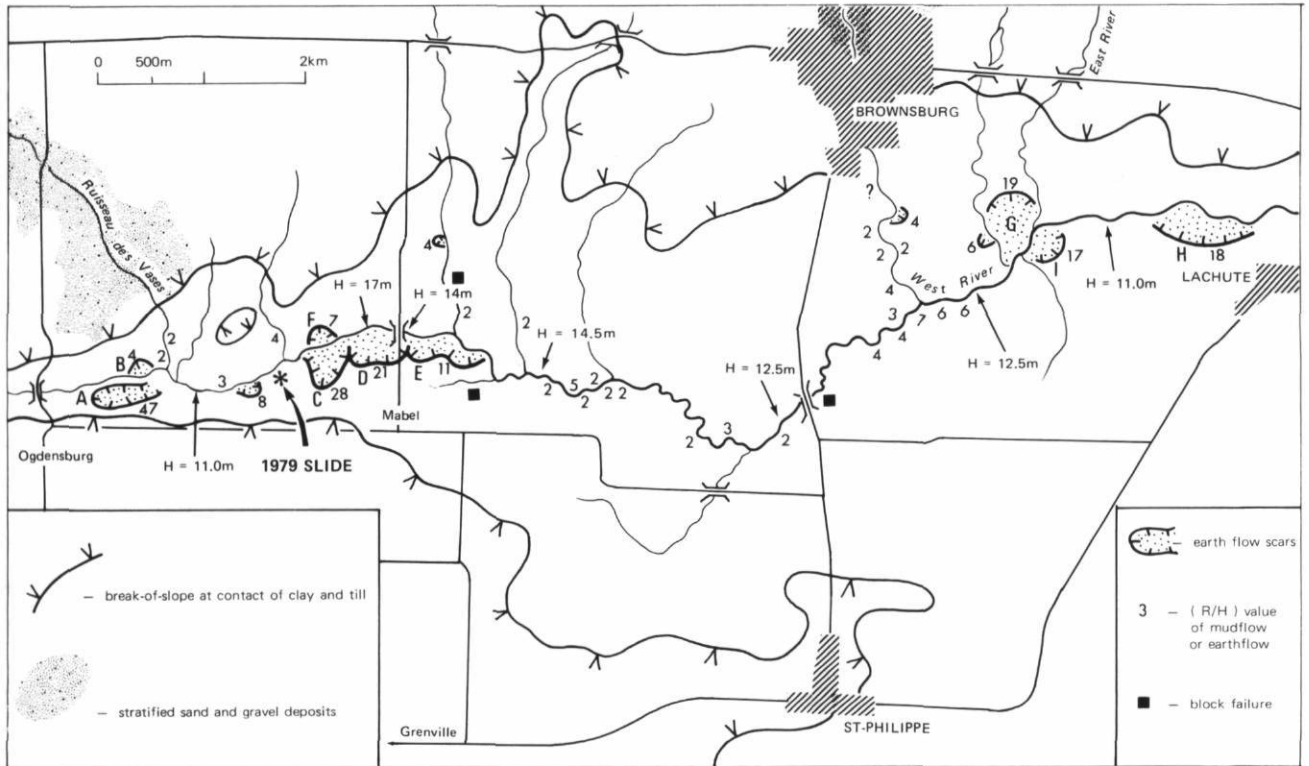 0 500m 2km
East River
BROWNSBURG
Ruisseau des Vases
?
19
4
G
4
2
2
2
6
17
I
H = 11.0m
H 18
LACHUTE
West River
H = 17m
H = 14m
2
4
3
7
6
6
4
4
H = 12.5m
F 7
B 4
2
2
4
2
H = 14.5m
A
47
3
8
C 28
D 21
E 11
2
5
2
2
2
2
H = 12.5m
Mabel
2
3
2
Ogdensburg
H = 11.0m
1979 SLIDE
– break-of-slope at contact of clay and till
– stratified sand and gravel deposits
– earth flow scars
3 – ( R/H ) value
of mudflow
or earthflow
– block failure
Grenville
ST-PHILIPPE